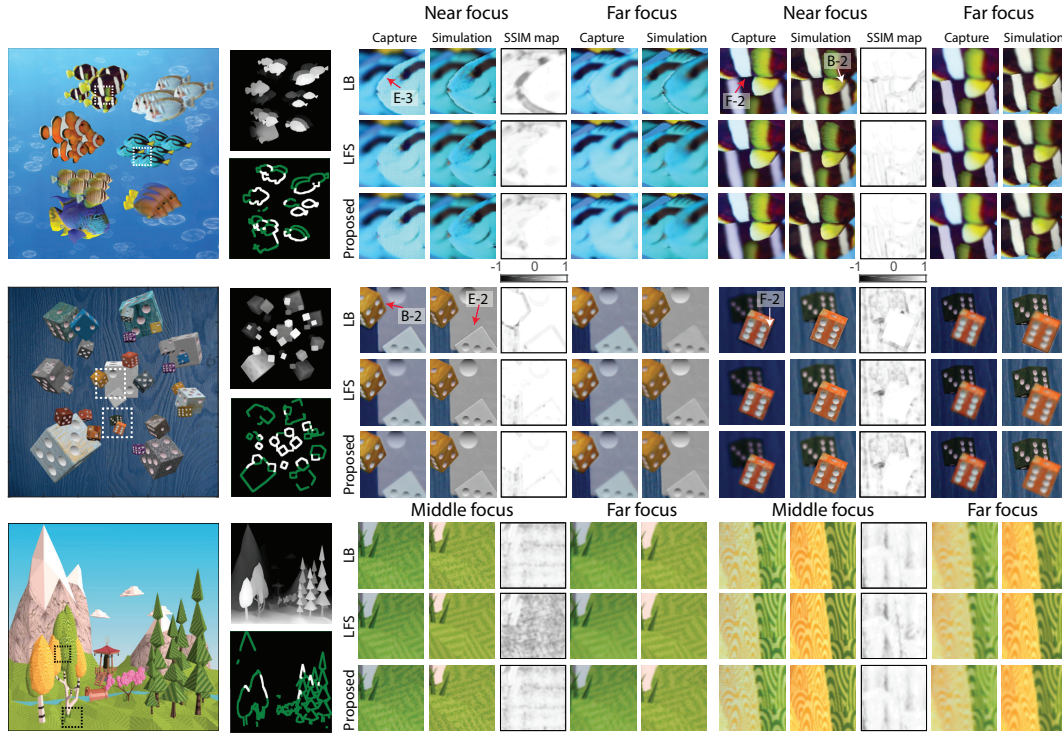 Near focus Far focus Near focus Far focus
Capture Simulation SSIM map Capture Simulation Capture Simulation SSIM map Capture Simulation
LB
E-3
F-2
B-2
LFS
Proposed
-1 0 1 -1 0 1
LB
B-2
E-2
F-2
LFS
Proposed
Middle focus Far focus Middle focus Far focus
LB
LFS
Proposed